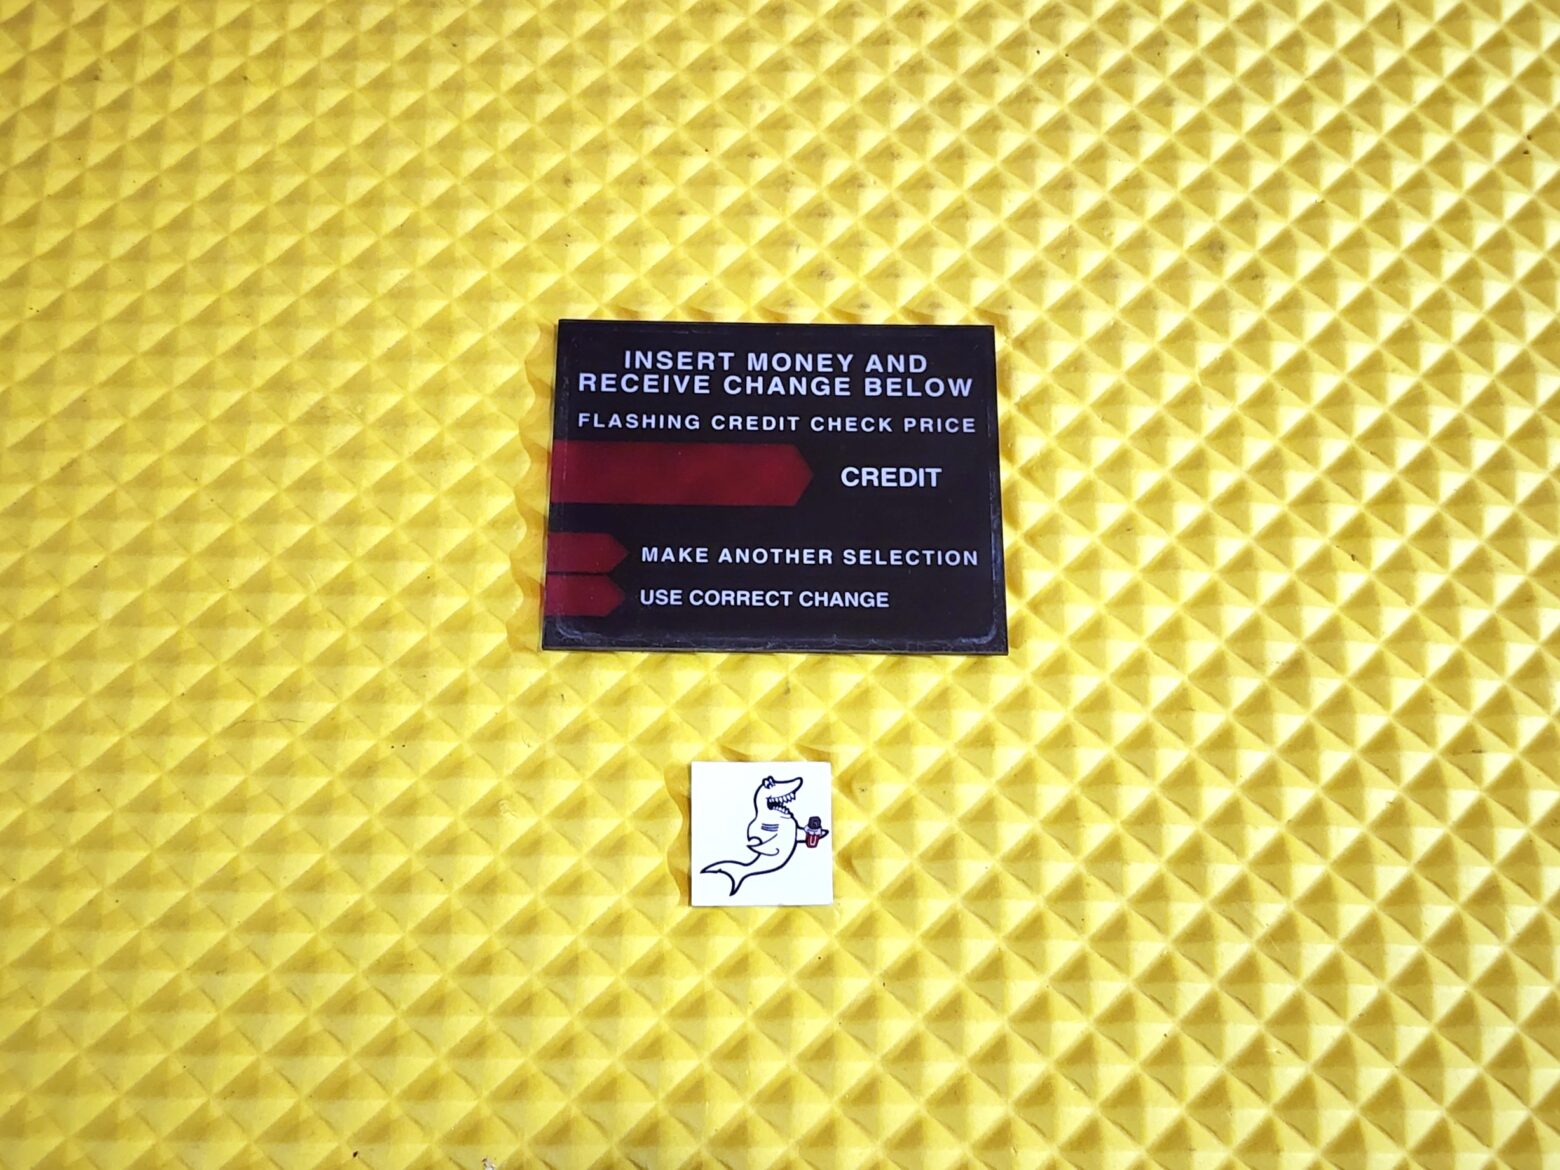 INSERT MONEY AND
RECEIVE CHANGE BELOW
FLASHING CREDIT CHECK PRICE
CREDIT
MAKE ANOTHER SELECTION
USE CORRECT CHANGE